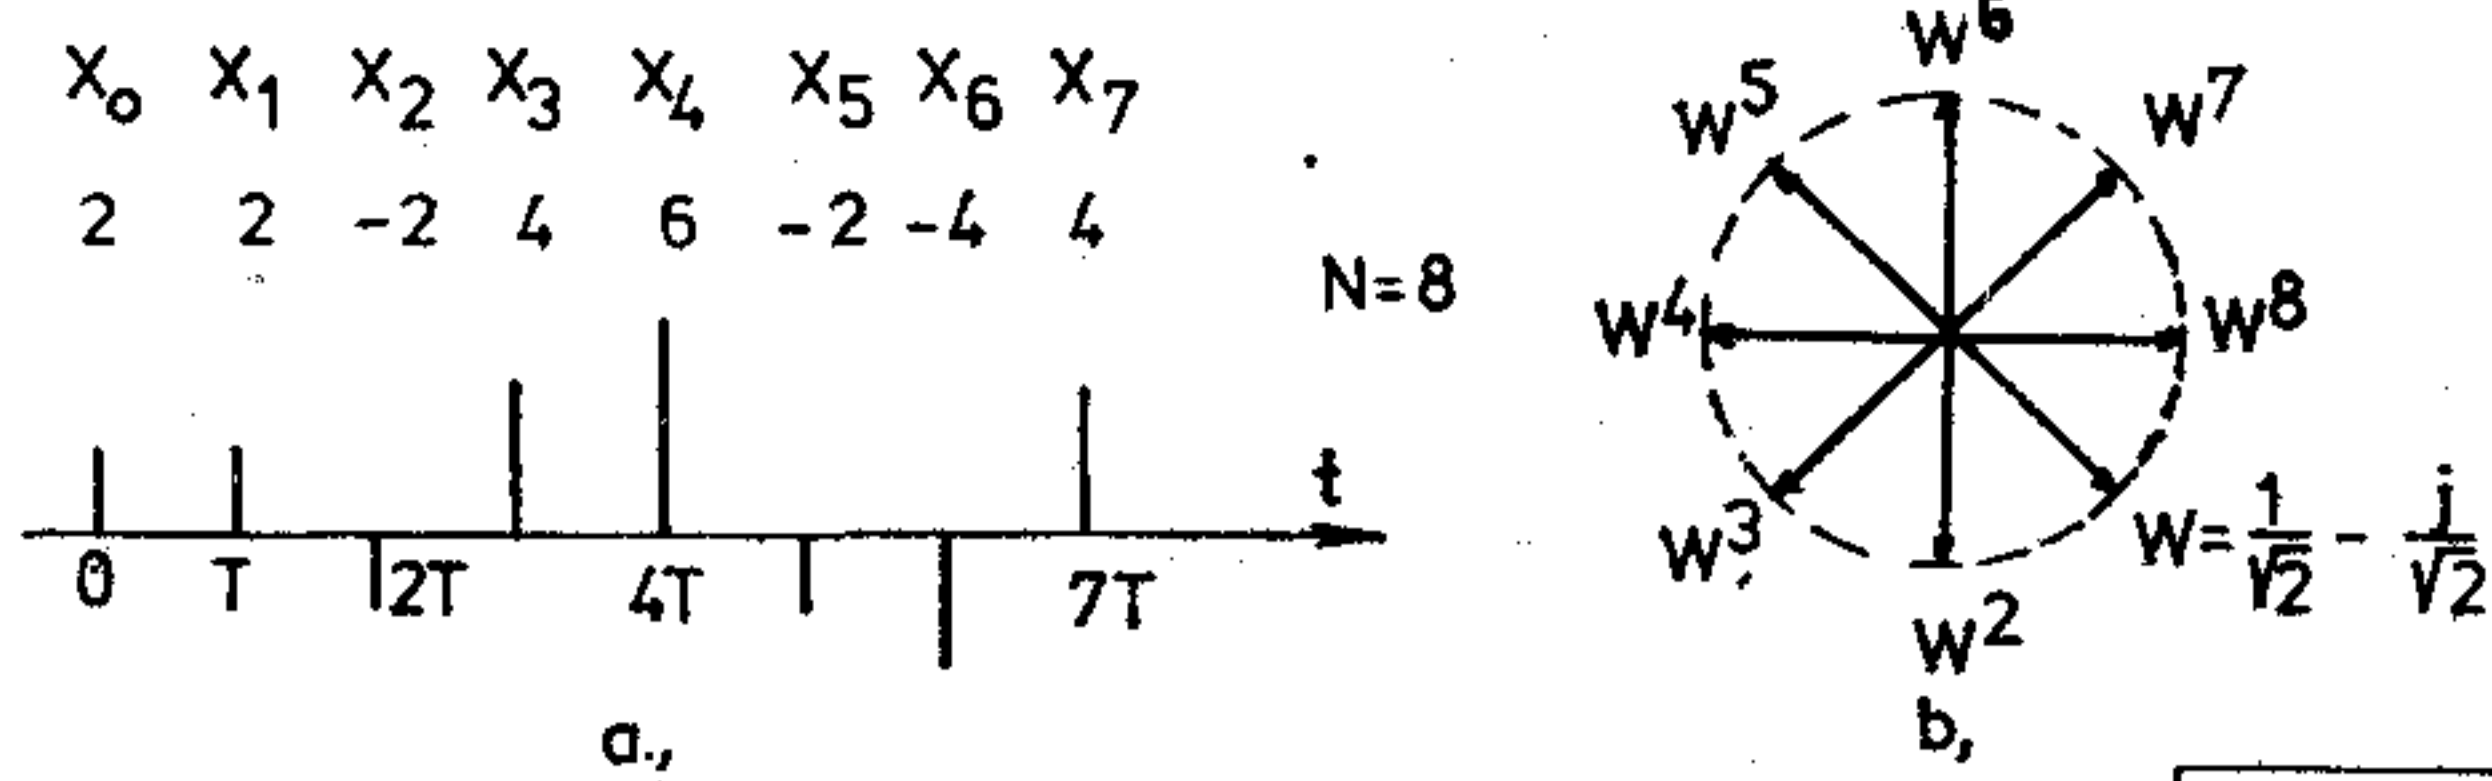 x₀ x₁ x₂ x₃ x₄ x₅ x₆ x₇
2 2 -2 4 6 -2 -4 4
N=8
t
0 T 2T 4T 7T
a.,
W⁶
W⁵ W⁷
W⁴ W⁸
W³ W=1/√2 - j/√2
W²
b,